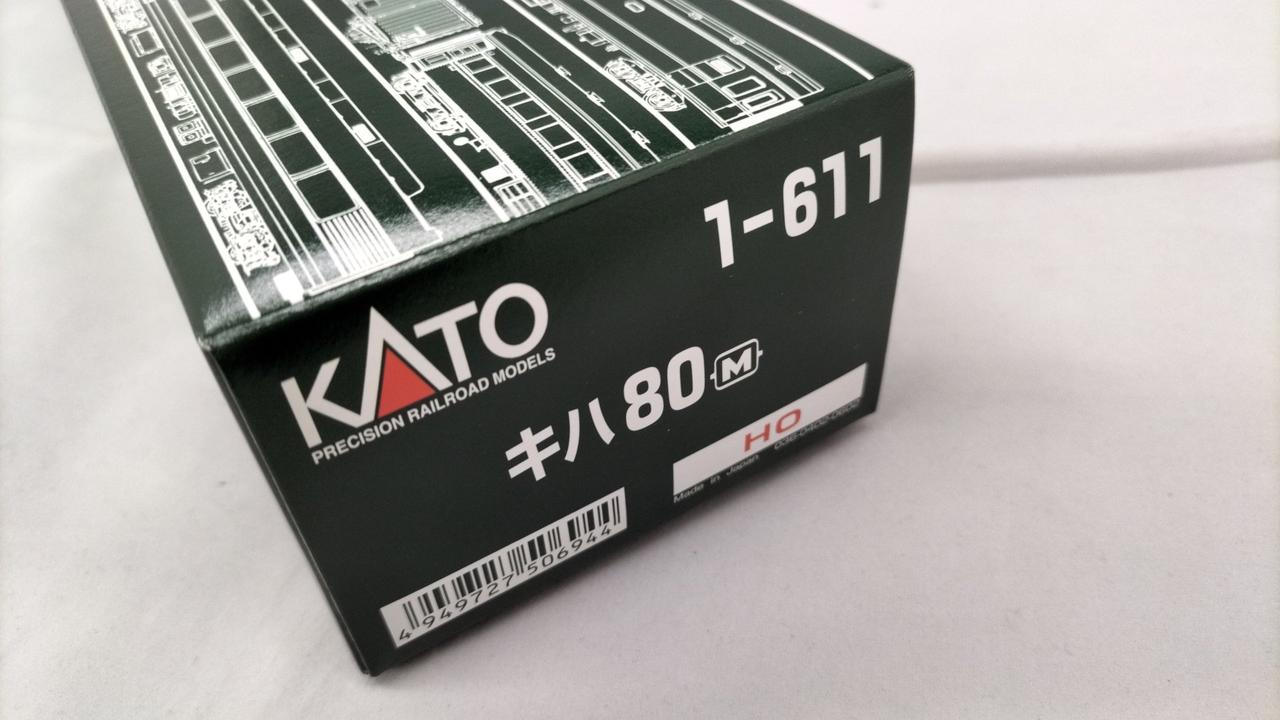 1-611
KATO
PRECISION RAILROAD MODELS
キハ80 M
HO
Made in Japan
4 949727 506944